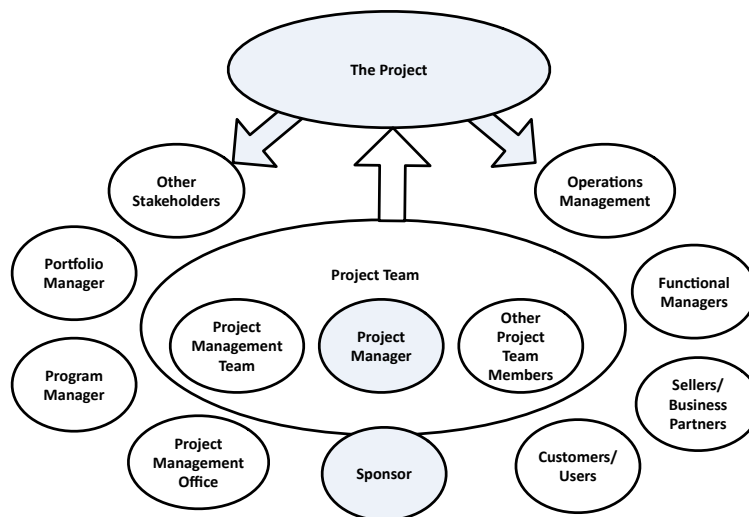 The Project
Other
Stakeholders
Operations
Management
Portfolio
Manager
Project Team
Functional
Managers
Project
Management
Team
Project
Manager
Other
Project
Team
Members
Program
Manager
Sellers/
Business
Partners
Project
Management
Office
Sponsor
Customers/
Users